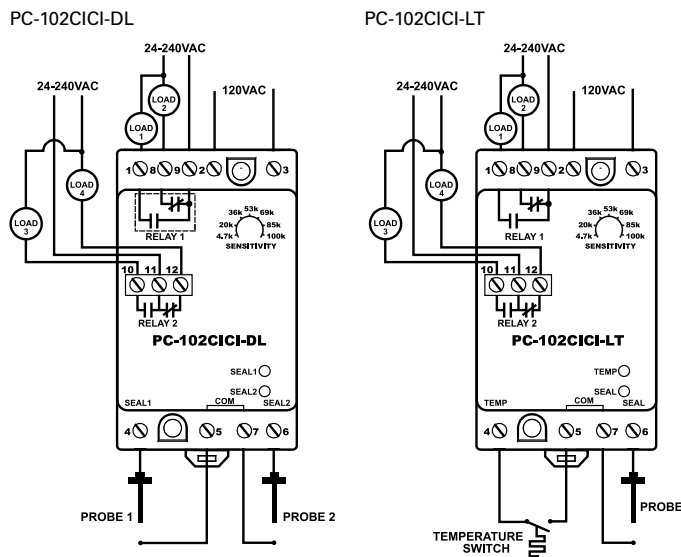 PC-102CICI-DL
24-240VAC
24-240VAC
120VAC
LOAD 2
LOAD 1
LOAD 4
LOAD 3
1 8 9 2 3
RELAY 1
36k 53k 69k
20k 85k
4.7k 100k
SENSITIVITY
10 11 12
RELAY 2
PC-102CICI-DL
SEAL1
SEAL2
SEAL1 COM SEAL2
4 5 7 6
PROBE 1
PROBE 2
PC-102CICI-LT
24-240VAC
24-240VAC
120VAC
LOAD 2
LOAD 1
LOAD 4
LOAD 3
1 8 9 2 3
RELAY 1
36k 53k 69k
20k 85k
4.7k 100k
SENSITIVITY
10 11 12
RELAY 2
PC-102CICI-LT
TEMP
SEAL
TEMP COM SEAL
4 5 7 6
PROBE
TEMPERATURE
SWITCH